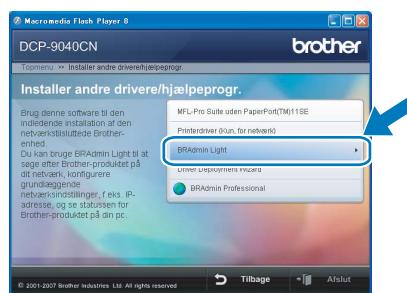 Macromedia Flash Player 8
DCP-9040CN
brother
Topmenu >> Installer andre drivere/hjælpeprogr.
Installer andre drivere/hjælpeprogr.
Brug denne software til den
indledende installation af den
netværkstilsluttede Brother-
enhed.
Du kan bruge BRAdmin Light til at
søge efter Brother-produktet på
dit netværk, konfigurere
grundlæggende
netværksindstillinger, f.eks. IP-
adresse, og se statussen for
Brother-produktet på din pc.
MFL-Pro Suite uden PaperPort(TM)11SE
Printerdriver (Kun, for netværk)
BRAdmin Light
Driver Deployment Wizard
BRAdmin Professional
© 2001-2007 Brother Industries Ltd. All rights reserved
Tilbage
Afslut